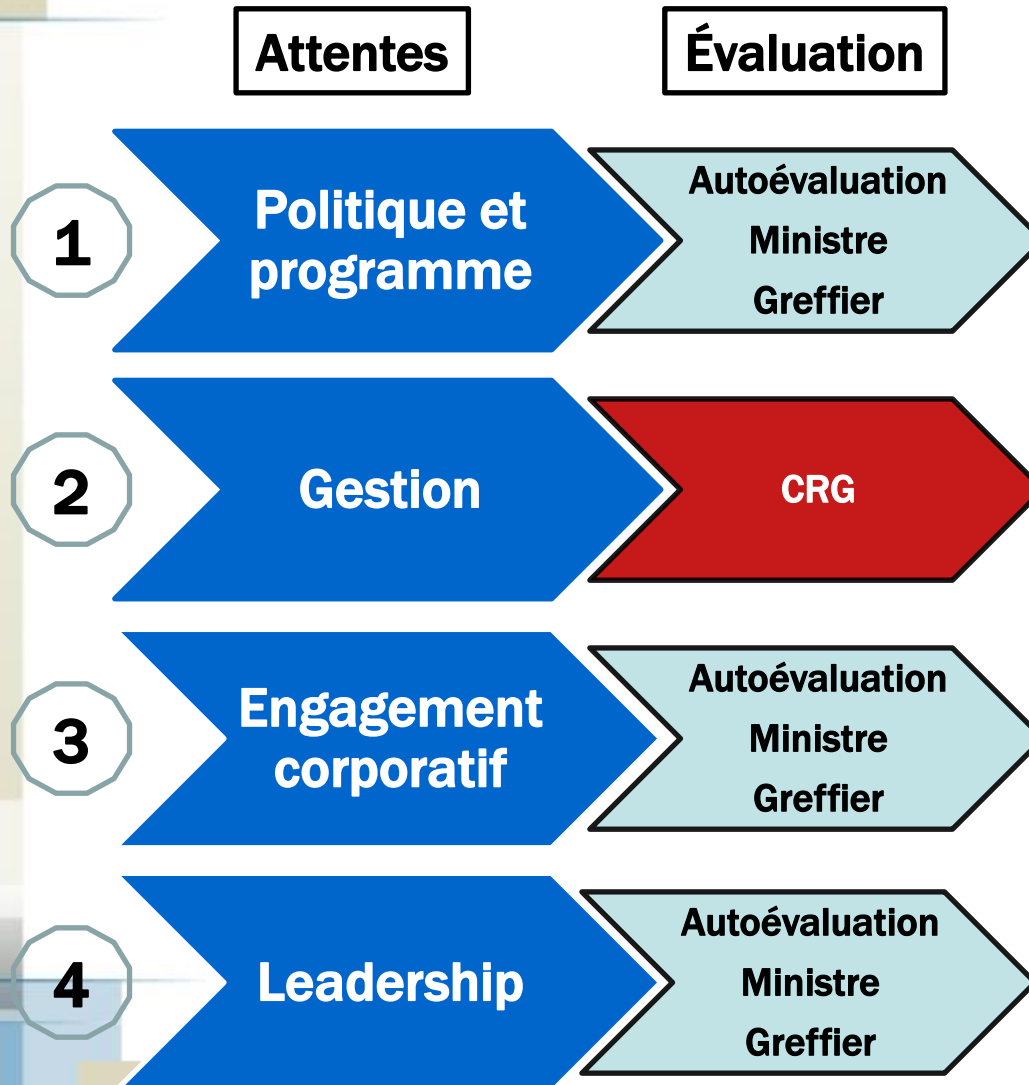 Attentes
Évaluation
1
Politique et
programme
Autoévaluation
Ministre
Greffier
2
Gestion
CRG
3
Engagement
corporatif
Autoévaluation
Ministre
Greffier
4
Leadership
Autoévaluation
Ministre
Greffier